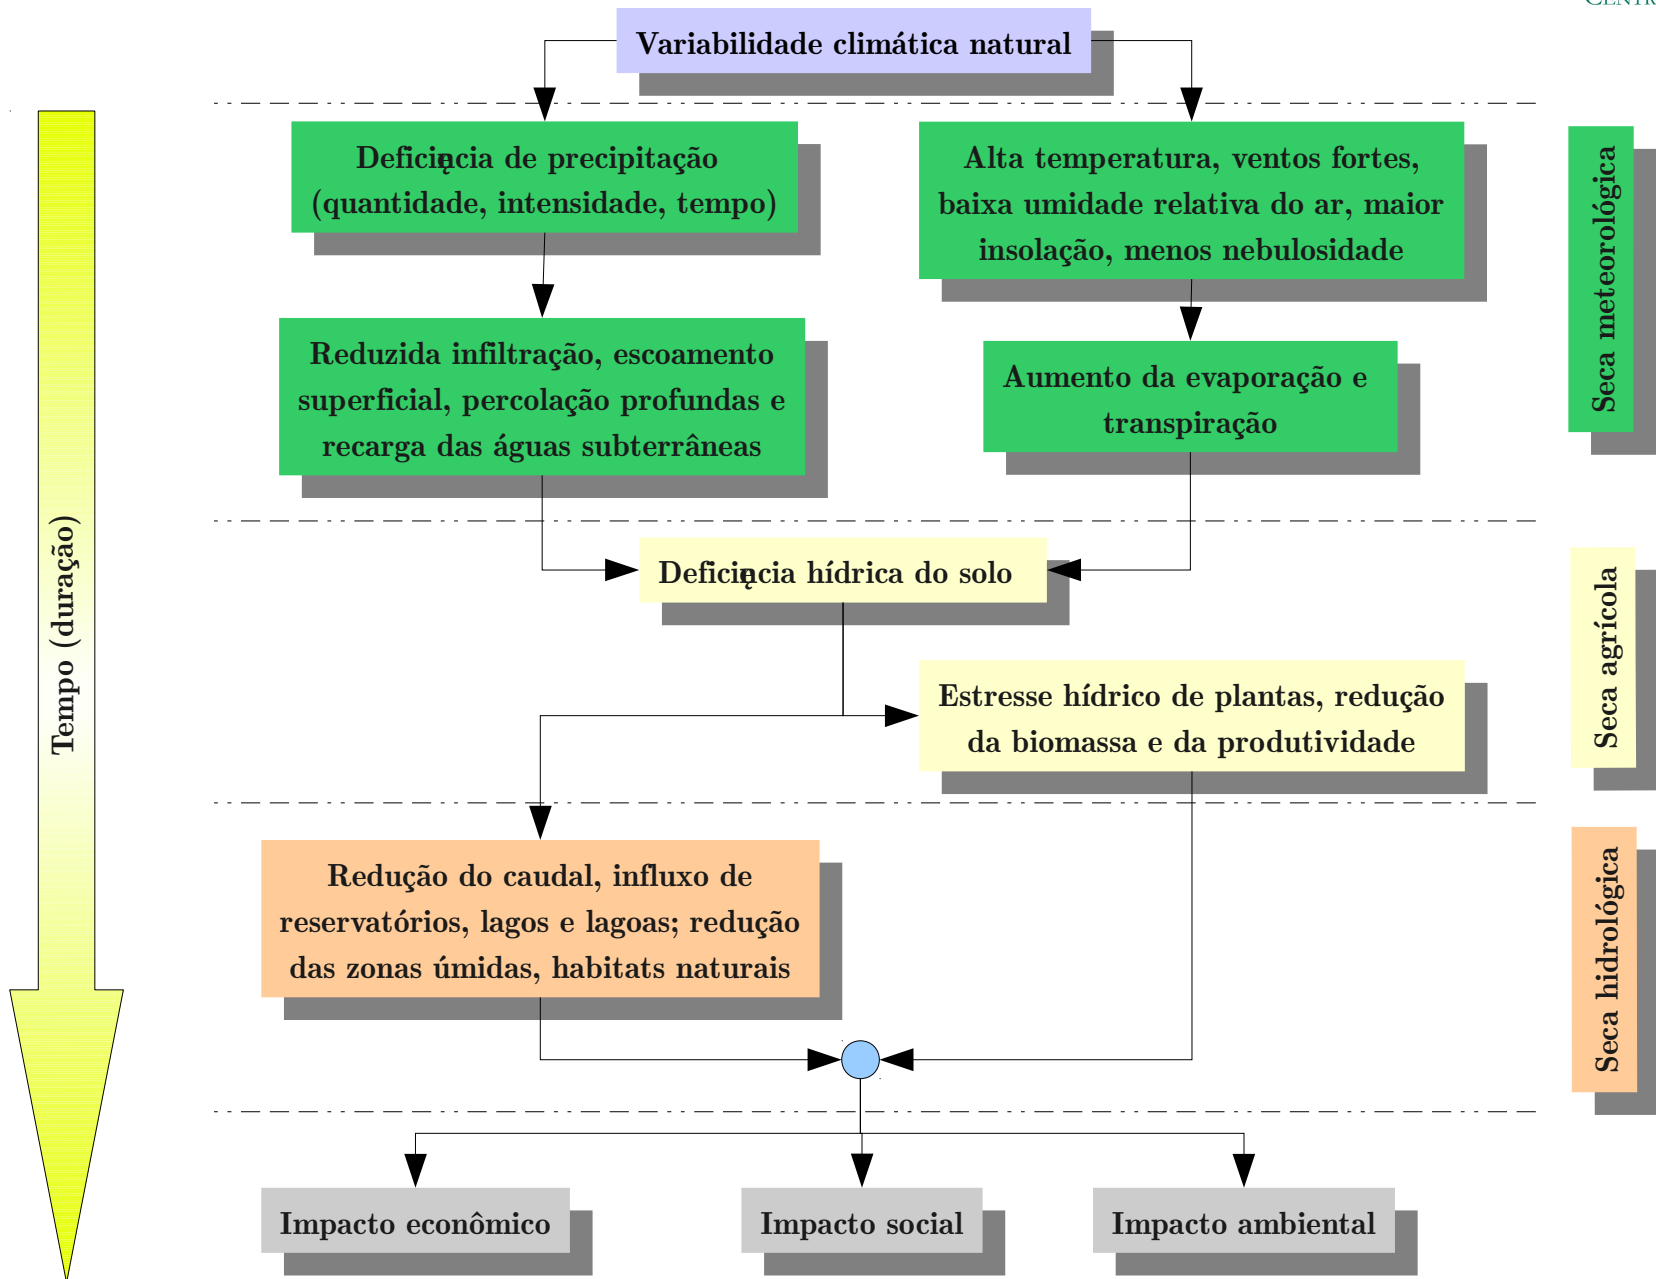 Variabilidade climática natural
Deficiência de precipitação
(quantidade, intensidade, tempo)
Alta temperatura, ventos fortes,
baixa umidade relativa do ar, maior
insolação, menos nebulosidade
Seca meteorológica
Reduzida infiltração, escoamento
superficial, percolação profundas e
recarga das águas subterrâneas
Aumento da evaporação e
transpiração
Tempo (duração)
Deficiência hídrica do solo
Seca agrícola
Estresse hídrico de plantas, redução
da biomassa e da produtividade
Redução do caudal, influxo de
reservatórios, lagos e lagoas; redução
das zonas úmidas, habitats naturais
Seca hidrológica
Impacto econômico
Impacto social
Impacto ambiental